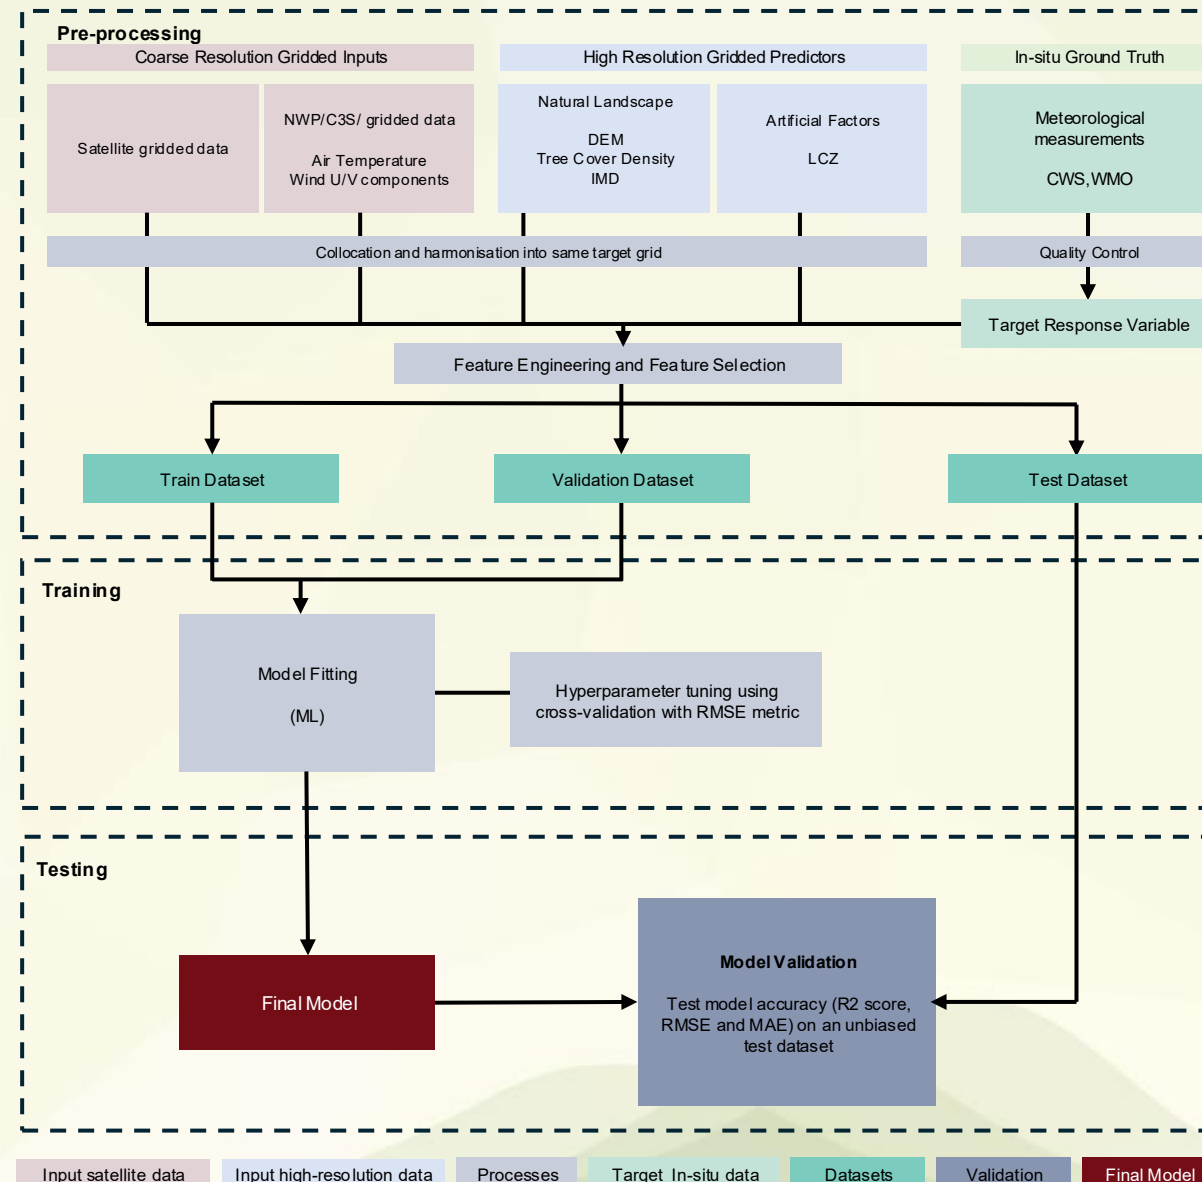 Pre-processing
Coarse Resolution Gridded Inputs
High Resolution Gridded Predictors
In-situ Ground Truth
Satellite gridded data
NWP/C3S/ gridded data
Air Temperature
Wind U/V components
Natural Landscape
DEM
Tree Cover Density
IMD
Artificial Factors
LCZ
Meteorological
measurements
CWS,WMO
Collocation and harmonisation into same target grid
Quality Control
Target Response Variable
Feature Engineering and Feature Selection
Train Dataset
Validation Dataset
Test Dataset
Training
Model Fitting
(ML)
Hyperparameter tuning using
cross-validation with RMSE metric
Testing
Final Model
Model Validation
Test model accuracy (R2 score,
RMSE and MAE) on an unbiased
test dataset
Input satellite data
Input high-resolution data
Processes
Target In-situ data
Datasets
Validation
Final Model